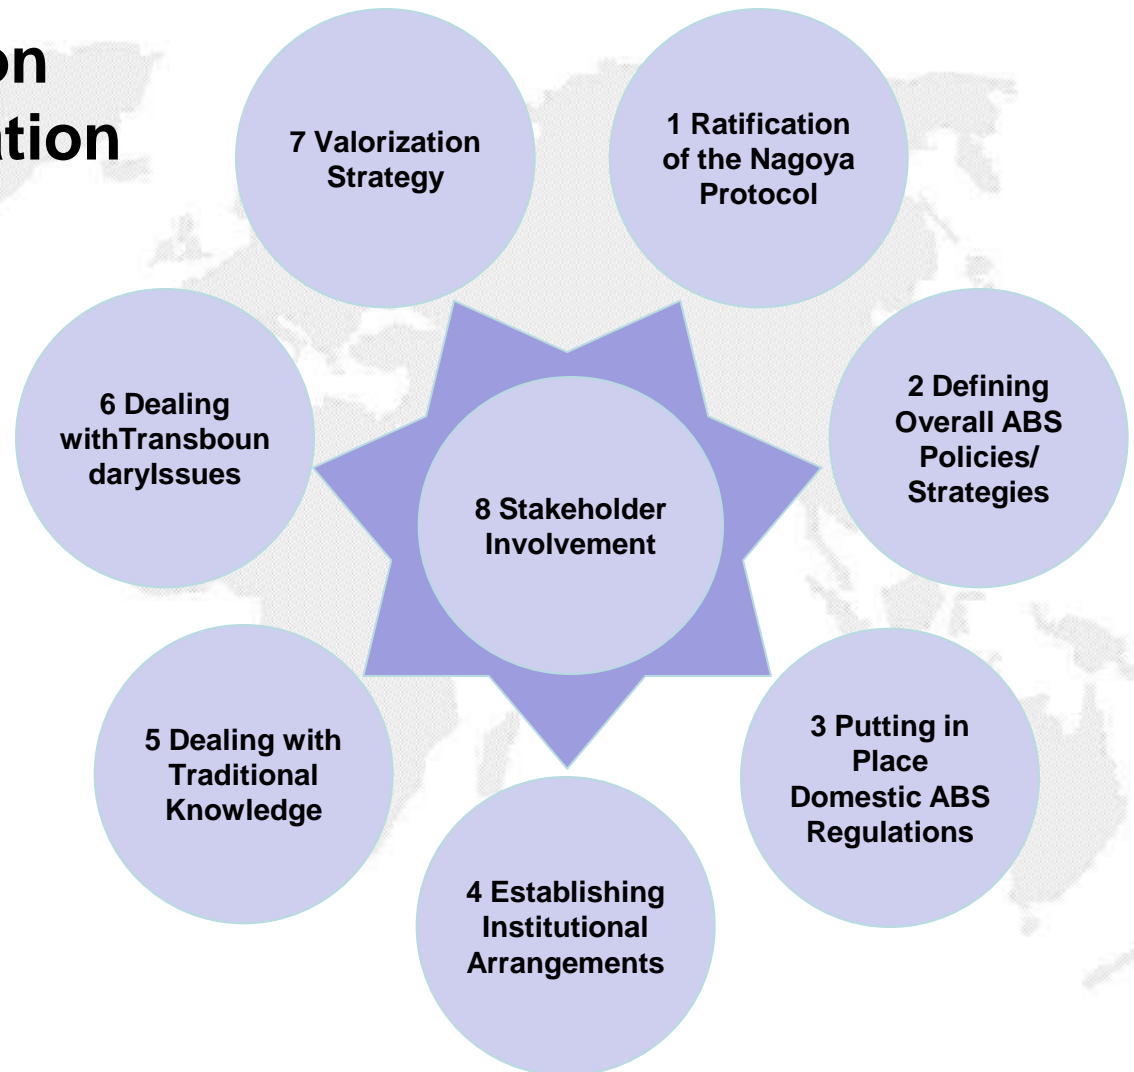 on
ation
7 Valorization
Strategy
1 Ratification
of the Nagoya
Protocol
6 Dealing
withTransboun
daryIssues
2 Defining
Overall ABS
Policies/
Strategies
8 Stakeholder
Involvement
5 Dealing with
Traditional
Knowledge
3 Putting in
Place
Domestic ABS
Regulations
4 Establishing
Institutional
Arrangements